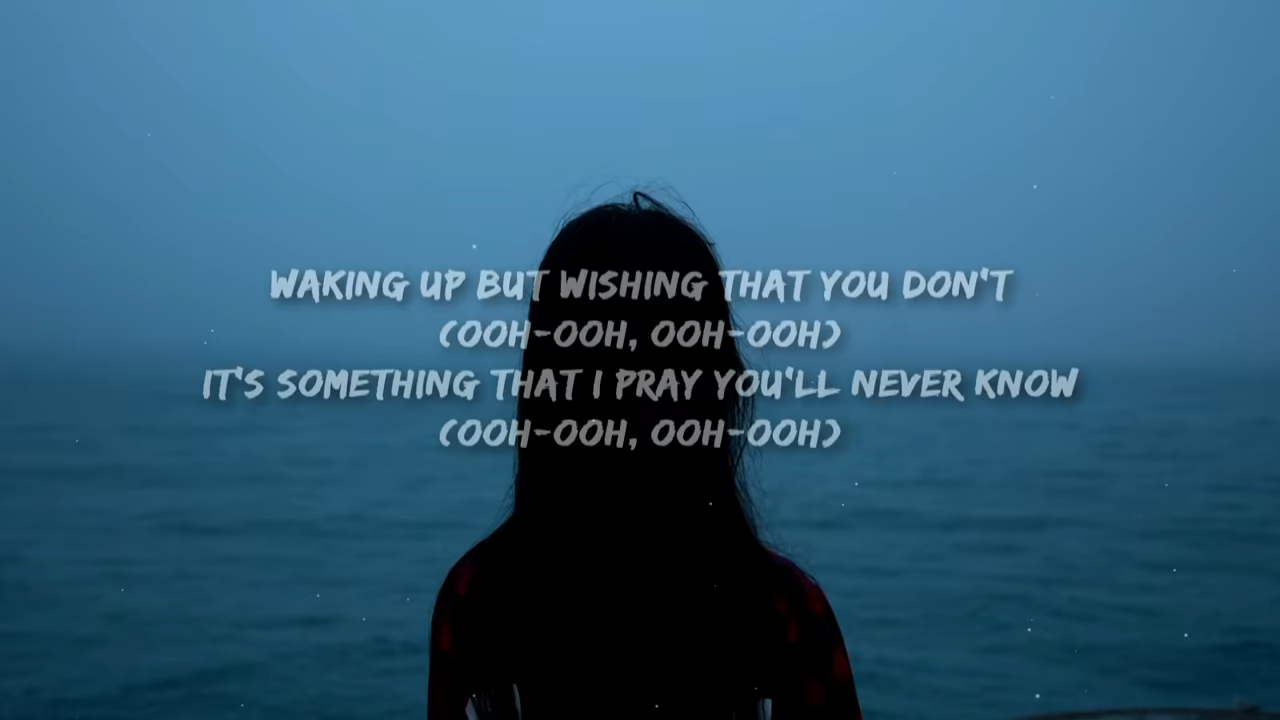 WAKING UP BUT WISHING THAT YOU DON'T
(OOH-OOH, OOH-OOH)
IT'S SOMETHING THAT I PRAY YOU'LL NEVER KNOW
(OOH-OOH, OOH-OOH)